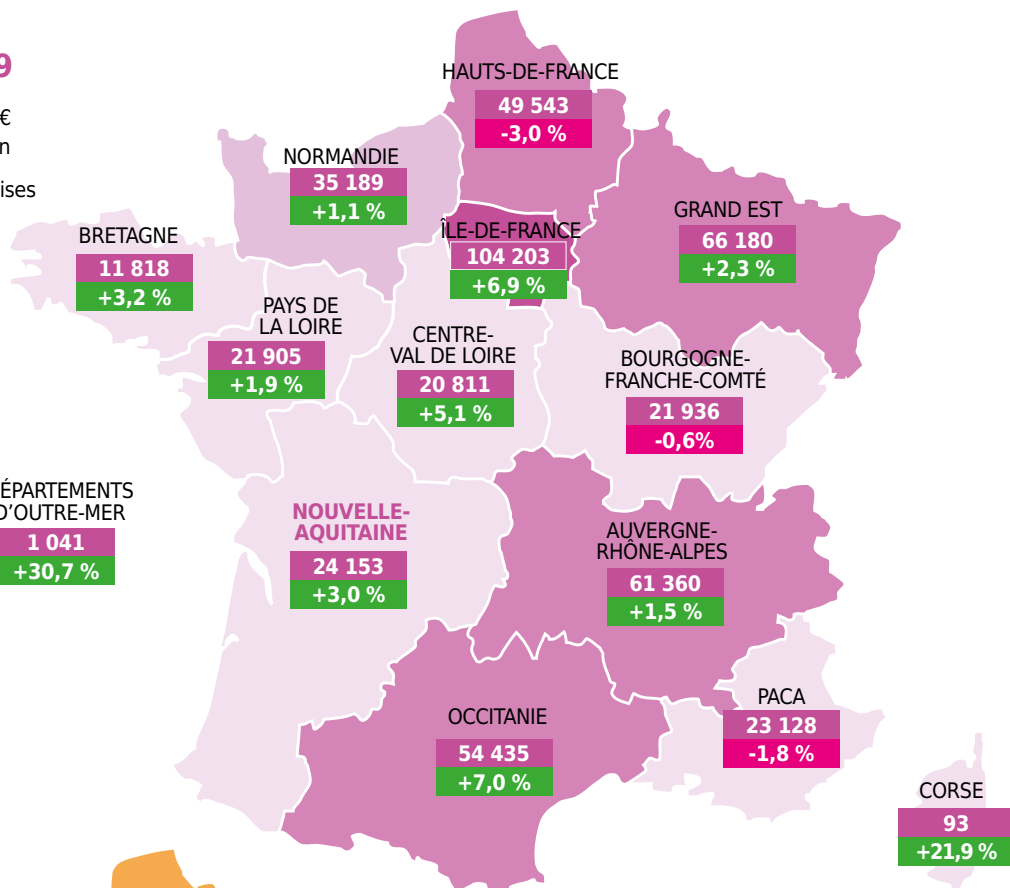 9
€
n
ises
HAUTS-DE-FRANCE
49 543
-3,0 %
NORMANDIE
35 189
+1,1 %
ÎLE-DE-FRANCE
104 203
+6,9 %
GRAND EST
66 180
+2,3 %
BRETAGNE
11 818
+3,2 %
PAYS DE
LA LOIRE
21 905
+1,9 %
CENTRE-
VAL DE LOIRE
20 811
+5,1 %
BOURGOGNE-
FRANCHE-COMTÉ
21 936
-0,6%
ÉPARTEMENTS
D'OUTRE-MER
1 041
+30,7 %
NOUVELLE-
AQUITAINE
24 153
+3,0 %
AUVERGNE-
RHÔNE-ALPES
61 360
+1,5 %
OCCITANIE
54 435
+7,0 %
PACA
23 128
-1,8 %
CORSE
93
+21,9 %